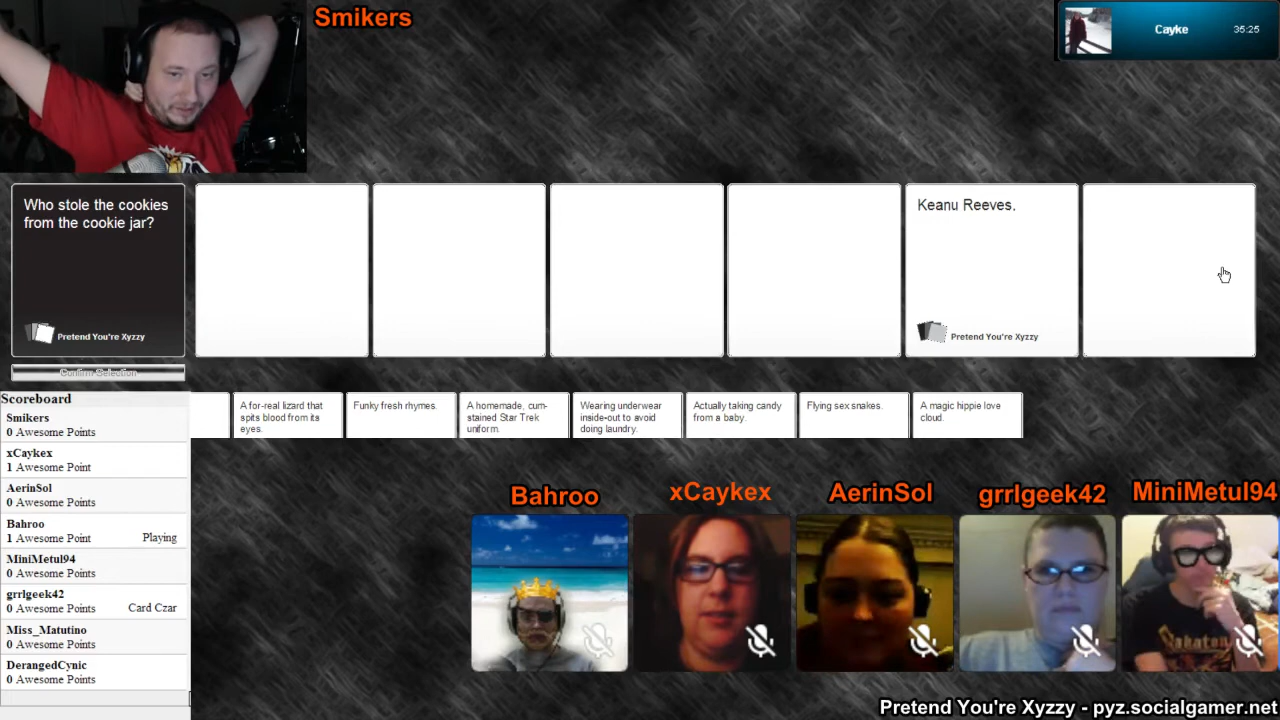 Smikers
Cayke
35:25
Who stole the cookies
from the cookie jar?
Pretend You're Xyzzy
Keanu Reeves.
Pretend You're Xyzzy
Confirm Selection
Scoreboard
Smikers
0 Awesome Points
xCaykex
1 Awesome Point
AerinSol
0 Awesome Points
Bahroo
1 Awesome Point Playing
MiniMetul94
0 Awesome Points
grrlgeek42
0 Awesome Points Card Czar
Miss_Matutino
0 Awesome Points
DerangedCynic
0 Awesome Points
A for-real lizard that
spits blood from its
eyes.
Funky fresh rhymes.
A homemade, cum-
stained Star Trek
uniform.
Wearing underwear
inside-out to avoid
doing laundry.
Actually taking candy
from a baby.
Flying sex snakes.
A magic hippie love
cloud.
Bahroo
xCaykex
AerinSol
grrlgeek42
MiniMetul94
Pretend You're Xyzzy - pyz.socialgamer.net